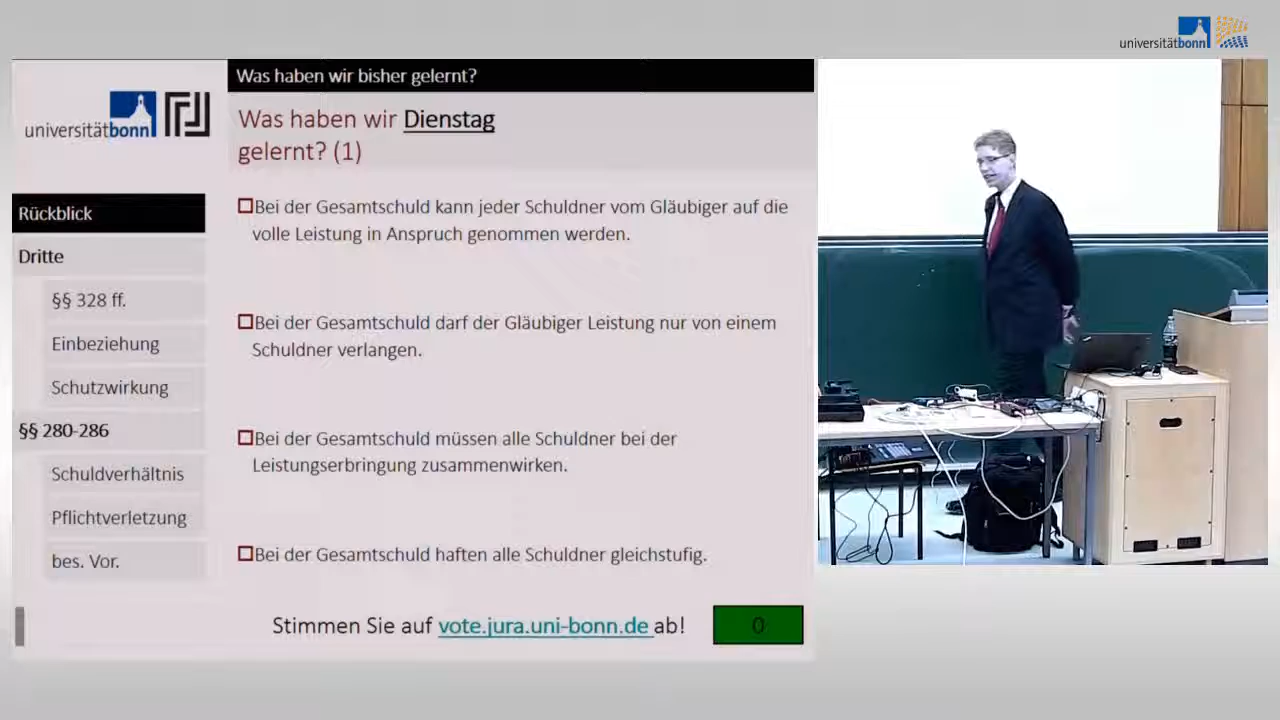 universitätbonn
Was haben wir bisher gelernt?
universitätbonn
Was haben wir Dienstag
gelernt? (1)
Rückblick
Dritte
§§ 328 ff.
Einbeziehung
Schutzwirkung
§§ 280-286
Schuldverhältnis
Pflichtverletzung
bes. Vor.
Bei der Gesamtschuld kann jeder Schuldner vom Gläubiger auf die
volle Leistung in Anspruch genommen werden.
Bei der Gesamtschuld darf der Gläubiger Leistung nur von einem
Schuldner verlangen.
Bei der Gesamtschuld müssen alle Schuldner bei der
Leistungserbringung zusammenwirken.
Bei der Gesamtschuld haften alle Schuldner gleichstufig.
Stimmen Sie auf vote.jura.uni-bonn.de ab!
0